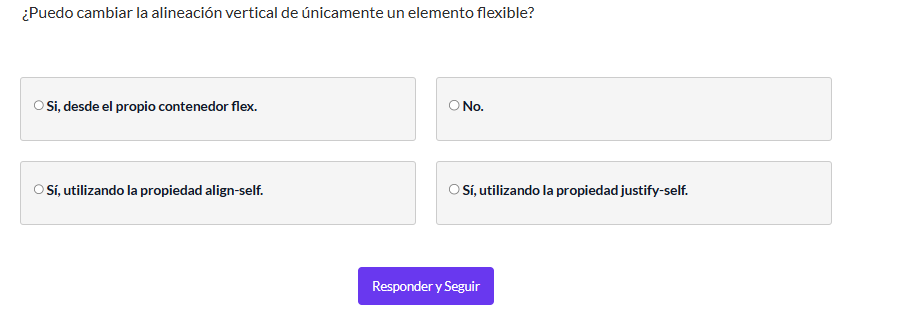 ¿Puedo cambiar la alineación vertical de únicamente un elemento flexible?
Si, desde el propio contenedor flex.
No.
Sí, utilizando la propiedad align-self.
Sí, utilizando la propiedad justify-self.
Responder y Seguir